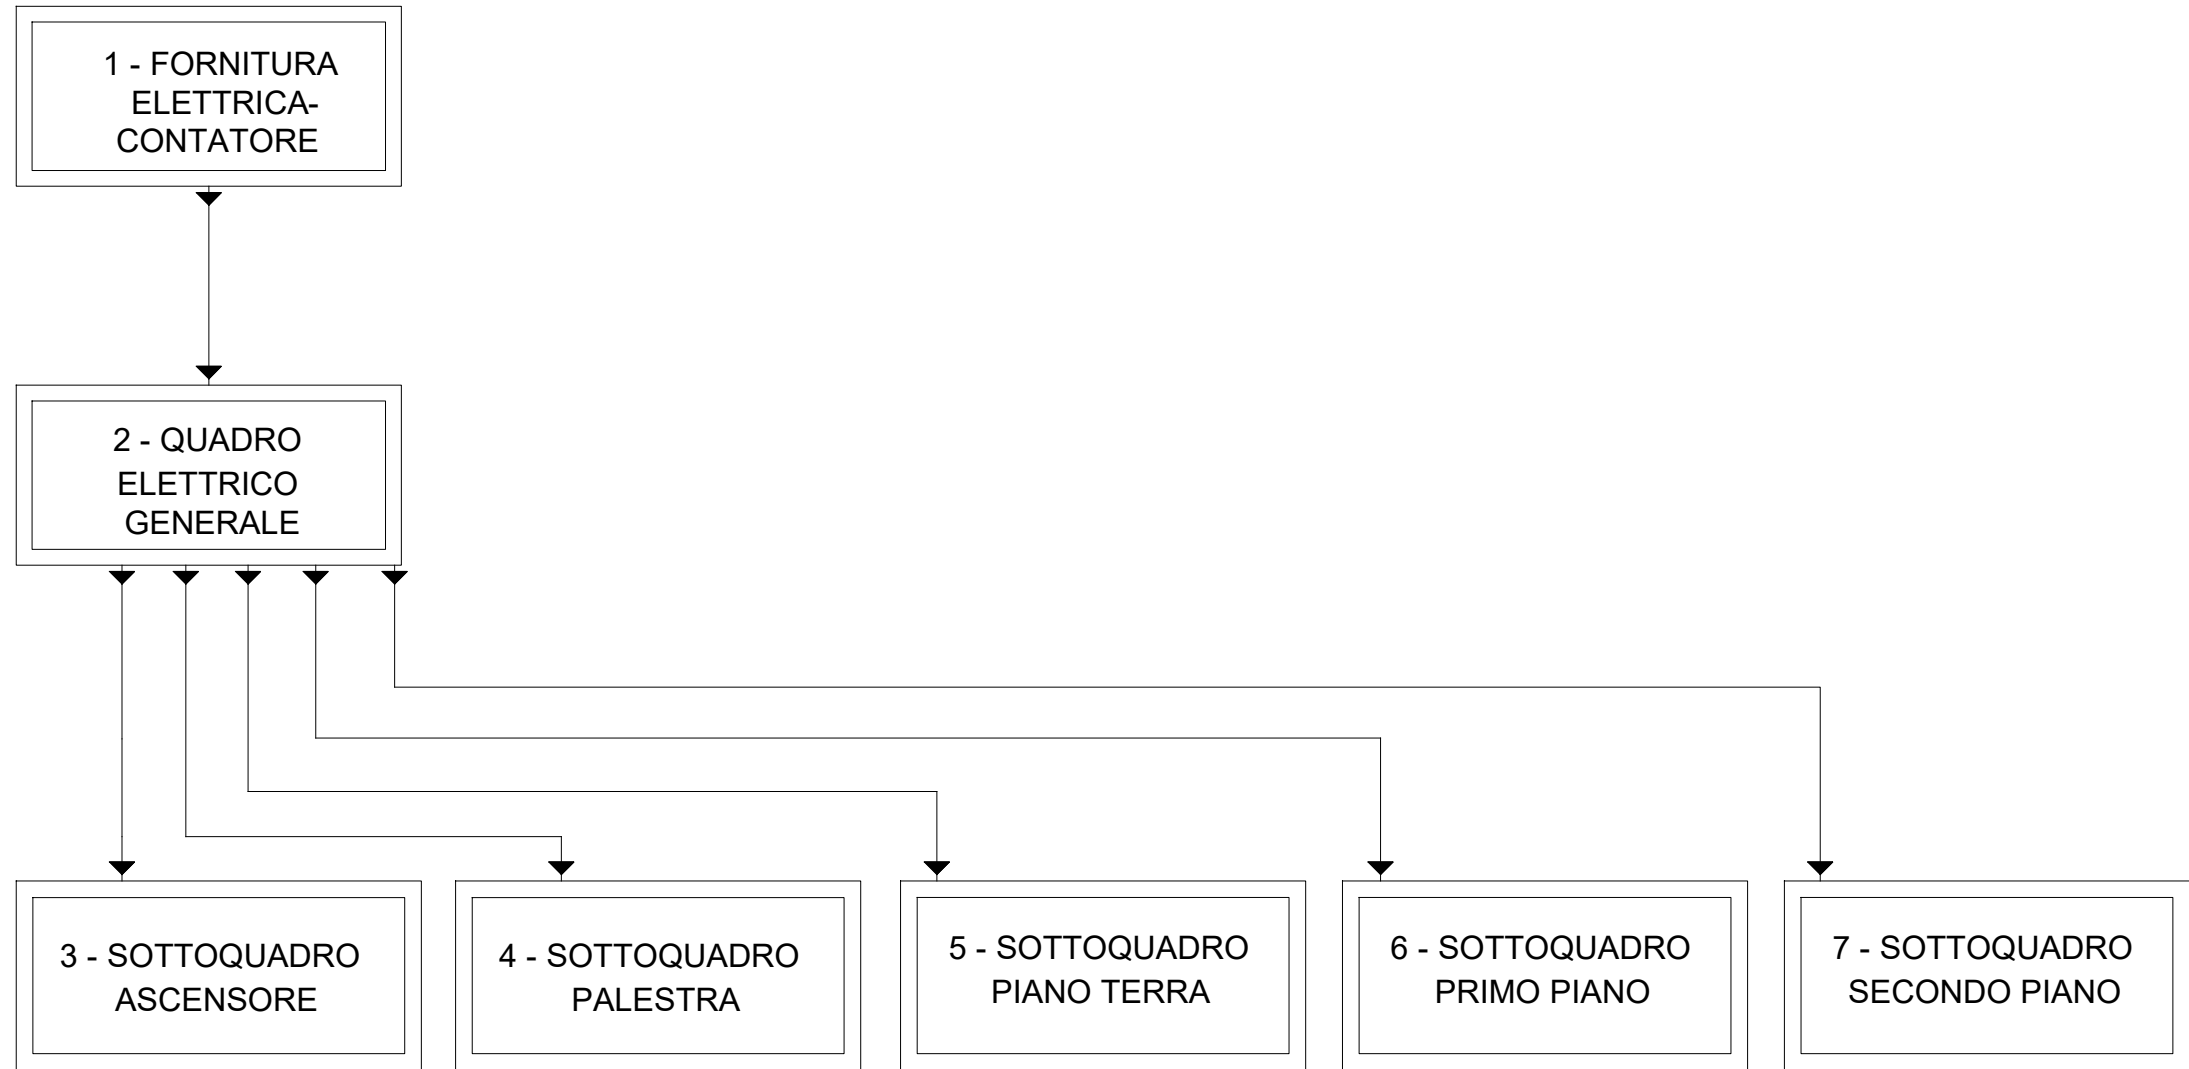 1 - FORNITURA
ELETTRICA-
CONTATORE
2 - QUADRO
ELETTRICO
GENERALE
3 - SOTTOQUADRO
ASCENSORE
4 - SOTTOQUADRO
PALESTRA
5 - SOTTOQUADRO
PIANO TERRA
6 - SOTTOQUADRO
PRIMO PIANO
7 - SOTTOQUADRO
SECONDO PIANO